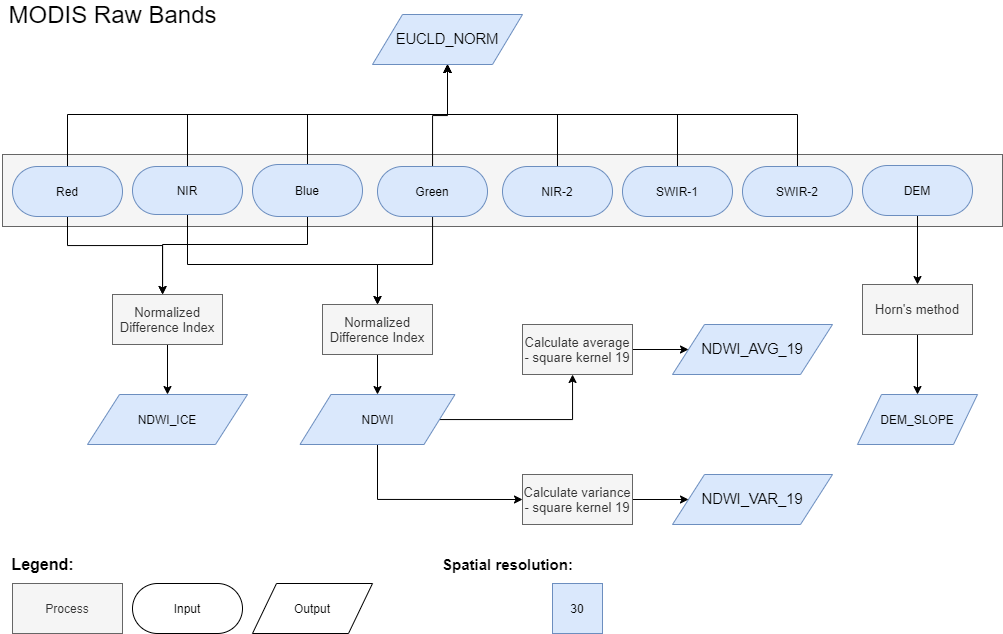 MODIS Raw Bands
EUCLD_NORM
Red
NIR
Blue
Green
NIR-2
SWIR-1
SWIR-2
DEM
Normalized
Difference Index
Normalized
Difference Index
Calculate average
- square kernel 19
NDWI_AVG_19
Horn's method
NDWI_ICE
NDWI
DEM_SLOPE
Calculate variance
- square kernel 19
NDWI_VAR_19
Legend:
Spatial resolution:
Process
Input
Output
30